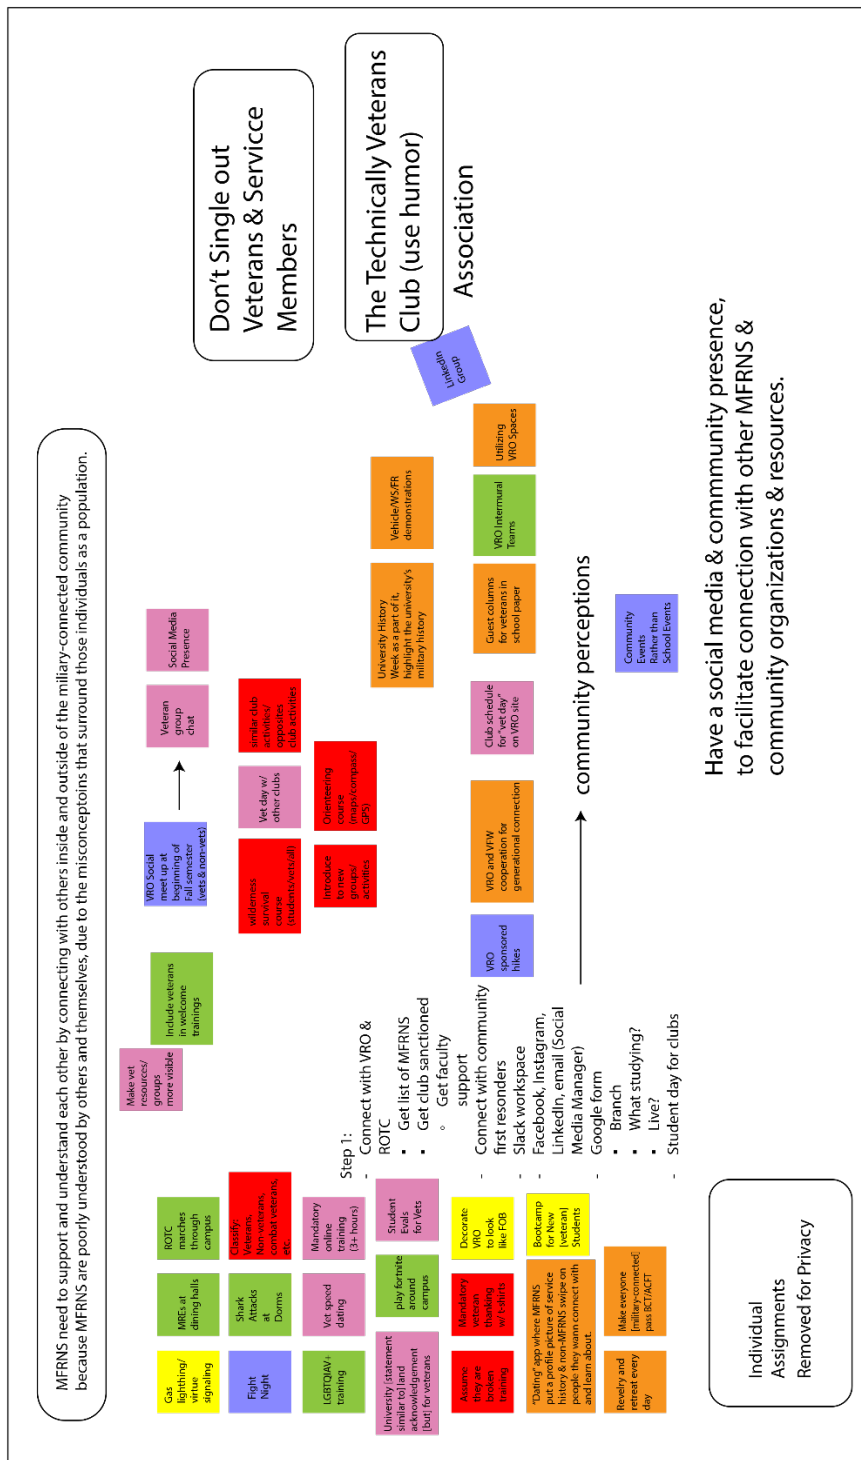 MFRNS need to support and understand each other by connecting with others inside and outside of the miliary-connected community
because MFRNS are poorly understood by others and themselves, due to the misconceptoins that surround those individuals as a population.
Gas
lighting/
virtue
signaling
MREs at
dining halls
ROTC
marches
through
campus
Fight
Night
Shark
Attacks
at
Dorms
Classify:
Veterans,
Non-veterans,
combat veterans,
etc.
LGBTQIAV+
training
Vet speed
dating
Mandatory
online
training
(3+ hours)
University [statement
similar to] land
acknowledgement
[but] for veterans
play fortnite
around
campus
Student
Evals
for Vets
Assume
they are
broken
training
Mandatory
veteran
thanking
w/ t-shirts
Decorate
VRO
to look
like FOB
"Dating" app where MFRNS
put a profile picture of service
history & non-MFRNS swipe on
people they wann connect with
and learn about.
Bootcamp
for New
[veteran]
Students
Revelry and
retreat every
day
Make everyone
[military-connected]
pass BCT/ACFT
Individual
Assignments
Removed for Privacy
Make vet
resources/
groups
more visible
Include veterans
in welcome
trainings
VRO Social
meet up at
beginning of
Fall semester
(vets & non-vets)
Veteran
group
chat
Social Media
Presence
wilderness
survival
course
(students/vets/all)
Vet day w/
other clubs
similar club
activities/
opposites
club activities
Introduce
to new
groups/
activities
Orienteering
course
(maps/compass/
GPS)
Step 1:
- Connect with VRO &
ROTC
▪ Get list of MFRNS
▪ Get club sanctioned
◦ Get faculty
support
- Connect with community
first resonders
- Slack workspace
- Facebook, Instagram,
LinkedIn, email (Social
Media Manager)
- Google form
▪ Branch
▪ What studying?
▪ Live?
- Student day for clubs
University History
Week as a part of it,
highlight the university's
military history
Vehicle/WS/FR
demonstrations
VRO
sponsored
hikes
VRO and VFW
cooperation for
generational connection
Club schedule
for "vet day"
on VRO site
Guest columns
for veterans in
school paper
VRO Intermural
Teams
Utilizing
VRO Spaces
LinkedIn
Group
community perceptions
Community
Events
Rather than
School Events
Don't Single out
Veterans & Servicce
Members
The Technically Veterans
Club (use humor)
Association
Have a social media & commmunity presence,
to facilitate connection with other MFRNS &
community organizations & resources.